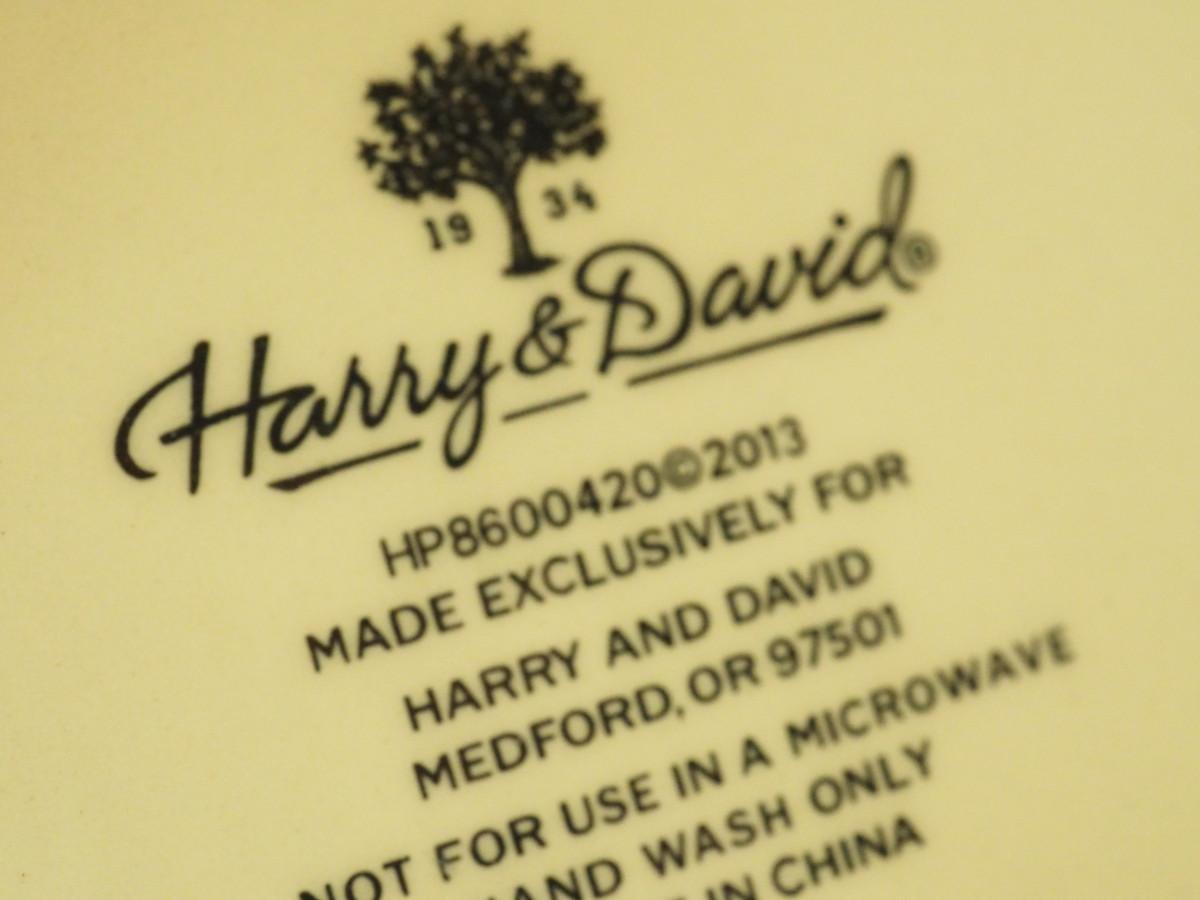 19 34
Harry & David®
HP8600420©2013
MADE EXCLUSIVELY FOR
HARRY AND DAVID
MEDFORD, OR 97501
NOT FOR USE IN A MICROWAVE
HAND WASH ONLY
IN CHINA